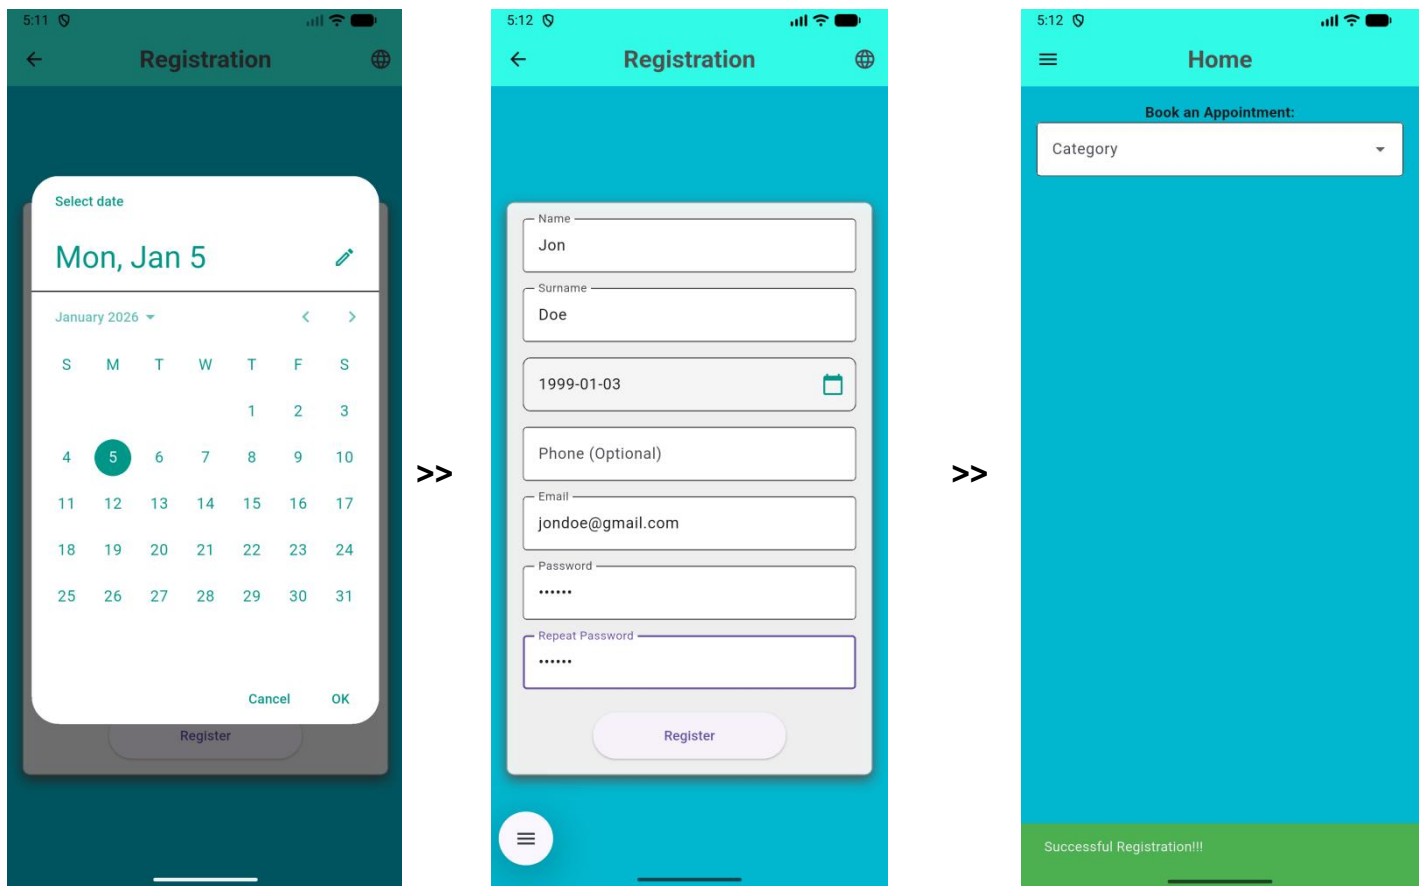 5:11
Registration
Select date
Mon, Jan 5
January 2026
S M T W T F S
1 2 3
4 5 6 7 8 9 10
11 12 13 14 15 16 17
18 19 20 21 22 23 24
25 26 27 28 29 30 31
Cancel OK
Register
>>
5:12
Registration
Name
Jon
Surname
Doe
1999-01-03
Phone (Optional)
Email
jondoe@gmail.com
Password
••••••
Repeat Password
••••••
Register
>>
5:12
Home
Book an Appointment:
Category
Successful Registration!!!